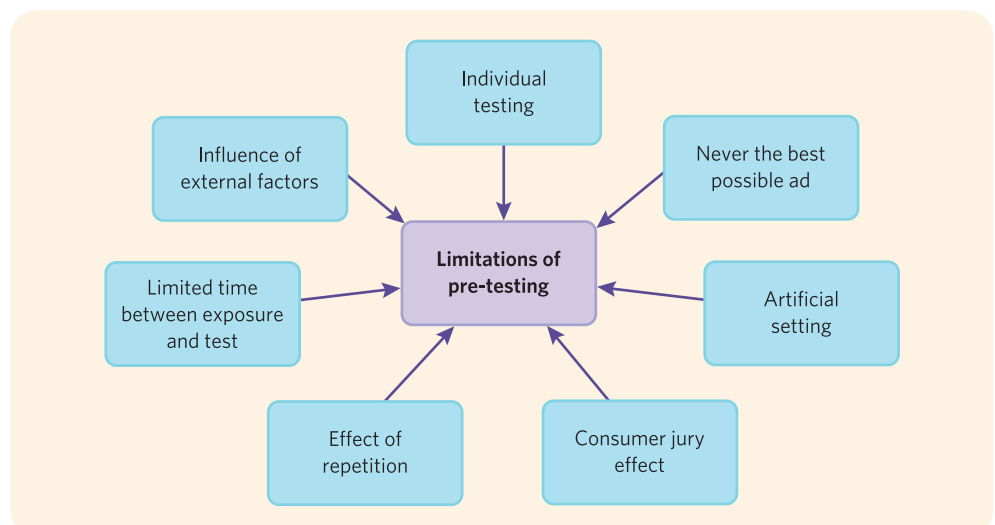 Individual
testing
Influence of
external factors
Never the best
possible ad
Limitations of
pre-testing
Limited time
between exposure
and test
Artificial
setting
Effect of
repetition
Consumer jury
effect